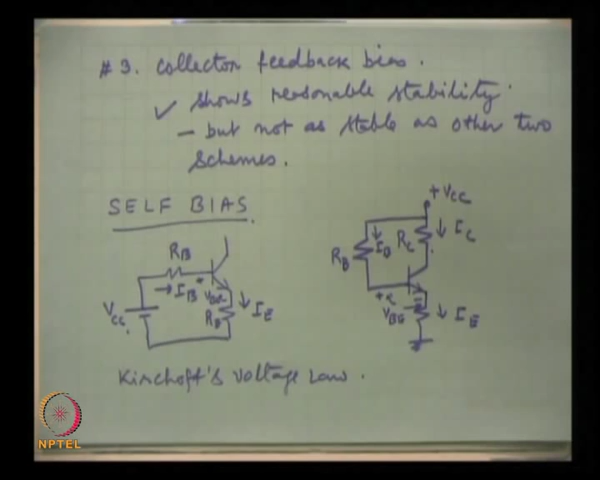 #3. Collector feedback bias.
✓ shows reasonable stability.
– but not as stable as other two
schemes.
SELF BIAS.
RB
IB
VBE
VCC
RE
IE
+VCC
RB
IB
RC
IC
VBE
IE
Kirchoff's Voltage Law.
NPTEL